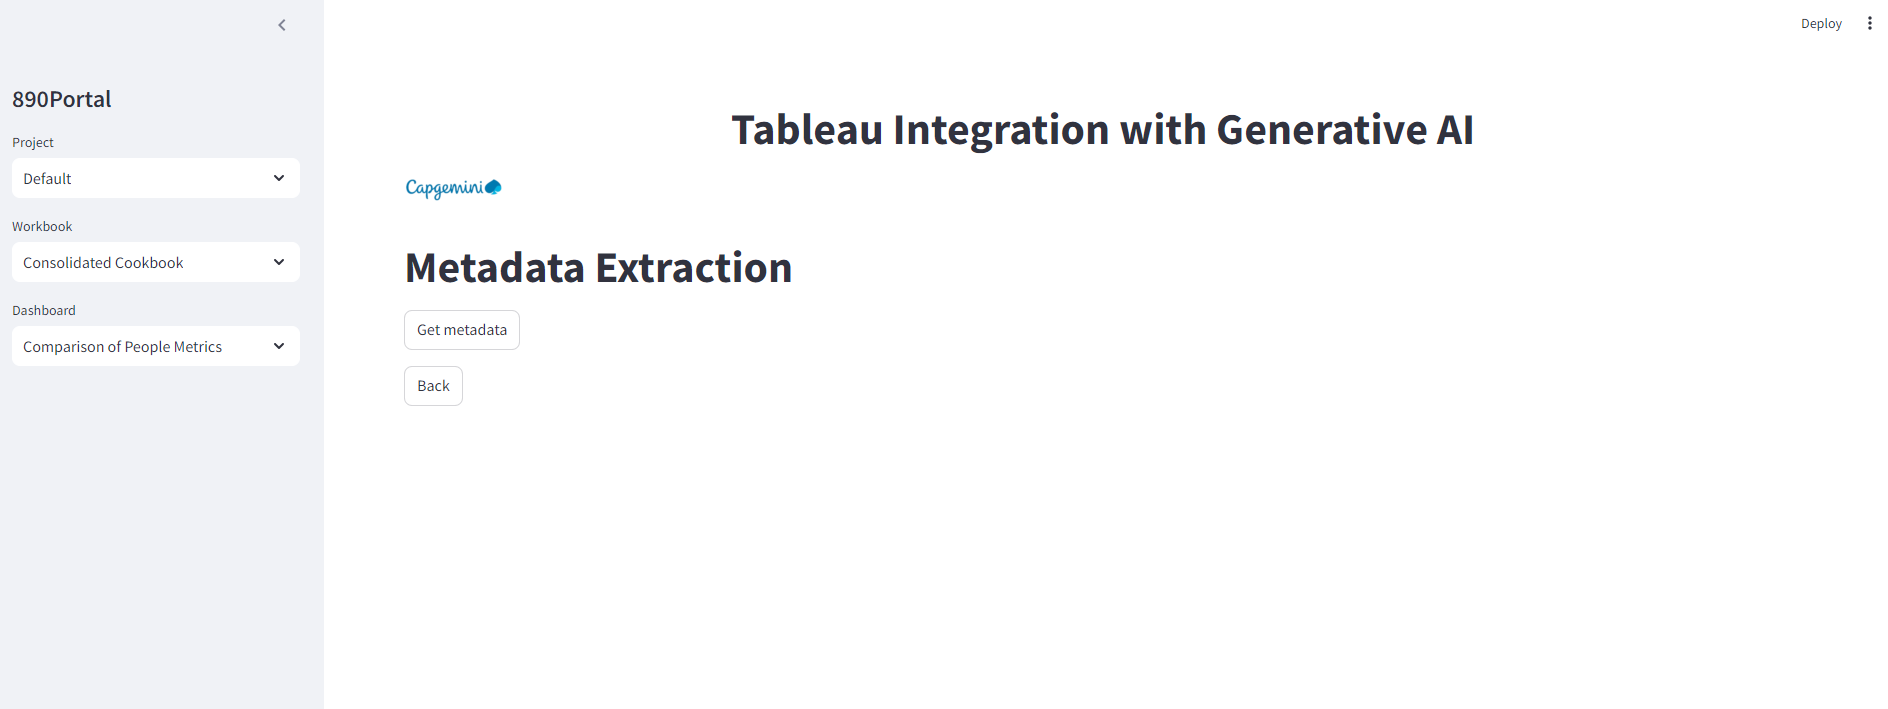 Deploy
890Portal
Project
Default
Workbook
Consolidated Cookbook
Dashboard
Comparison of People Metrics
Tableau Integration with Generative AI
Capgemini
Metadata Extraction
Get metadata
Back